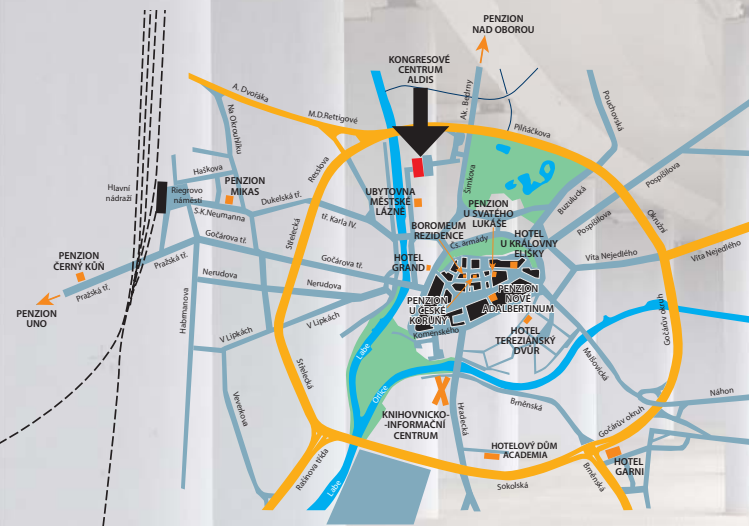 PENZION
NAD OBOROU
KONGRESOVÉ
CENTRUM
ALDIS
A. Dvořáka
M.D.Rettigové
Ak. Bedrny
Pilňáčkova
Pouchovská
Na Okrouhlíku
Resslova
Haškova
Hlavní
nádraží
Riegrovo
náměstí
PENZION
MIKAS
Dukelská tř.
S.K.Neumanna
tř. Karla IV.
UBYTOVNA
MĚSTSKÉ
LÁZNĚ
Šimkova
PENZION
U SVATÉHO
LUKÁŠE
Buzulucká
Pospíšilova
Pospíšilova
Okružní
BOROMEUM
REZIDENCE
HOTEL
U KRÁLOVNY
ELIŠKY
Čs. armády
Střelecká
Gočárova tř.
Gočárova tř.
HOTEL
GRAND
Víta Nejedlého
Víta Nejedlého
PENZION
ČERNÝ KŮŇ
Pražská tř.
Pražská tř.
Nerudova
Nerudova
PENZION
UNO
Habrmanova
V Lipkách
V Lipkách
PENZION
U ČESKÉ
KORUNY
PENZION
NOVÉ
ADALBERTINUM
Komenského
HOTEL
TEREZIÁNSKÝ
DVŮR
Gočárův okruh
Malšovická
Labe
Orlice
Střelecká
Veverkova
KNIHOVNICKO-
-INFORMAČNÍ
CENTRUM
Hradecká
Brněnská
Náhon
Gočárův okruh
HOTELOVÝ DŮM
ACADEMIA
HOTEL
GARNI
Brněnská
Rašínova třída
Labe
Sokolská